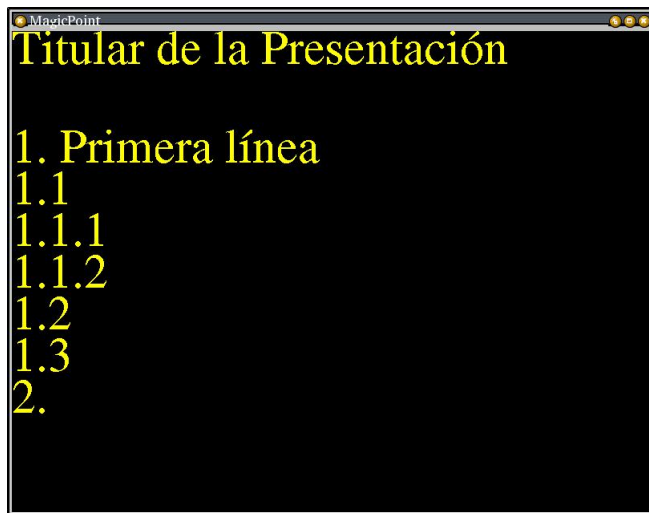 MagicPoint
Titular de la Presentación
1. Primera línea
1.1
1.1.1
1.1.2
1.2
1.3
2.